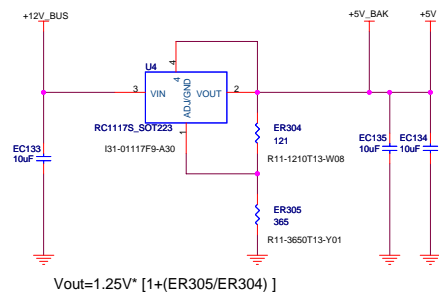 +12V_BUS
+5V_BAK
+5V
U4
4
4
3
VIN
VOUT
2
ADJ/GND
1
RC1117S_SOT223
I31-01117F9-A30
EC133
10uF
ER304
121
R11-1210T13-W08
EC135
10uF
EC134
10uF
ER305
365
R11-3650T13-Y01
Vout=1.25V* [1+(ER305/ER304) ]